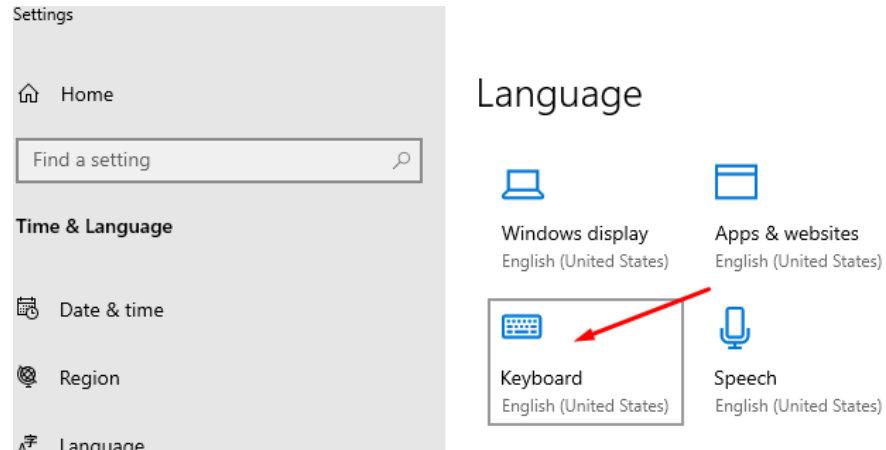 Settings
Home
Find a setting
Time & Language
Date & time
Region
Language
Language
Windows display
English (United States)
Apps & websites
English (United States)
Keyboard
English (United States)
Speech
English (United States)